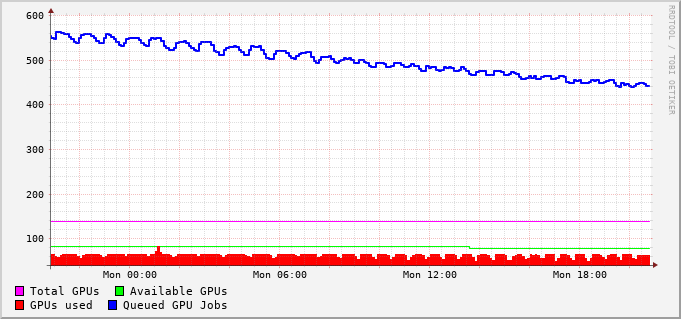 600
500
400
300
200
100
Mon 00:00 Mon 06:00 Mon 12:00 Mon 18:00
Total GPUs Available GPUs
GPUs used Queued GPU Jobs
RRDTOOL / TOBI OETIKER